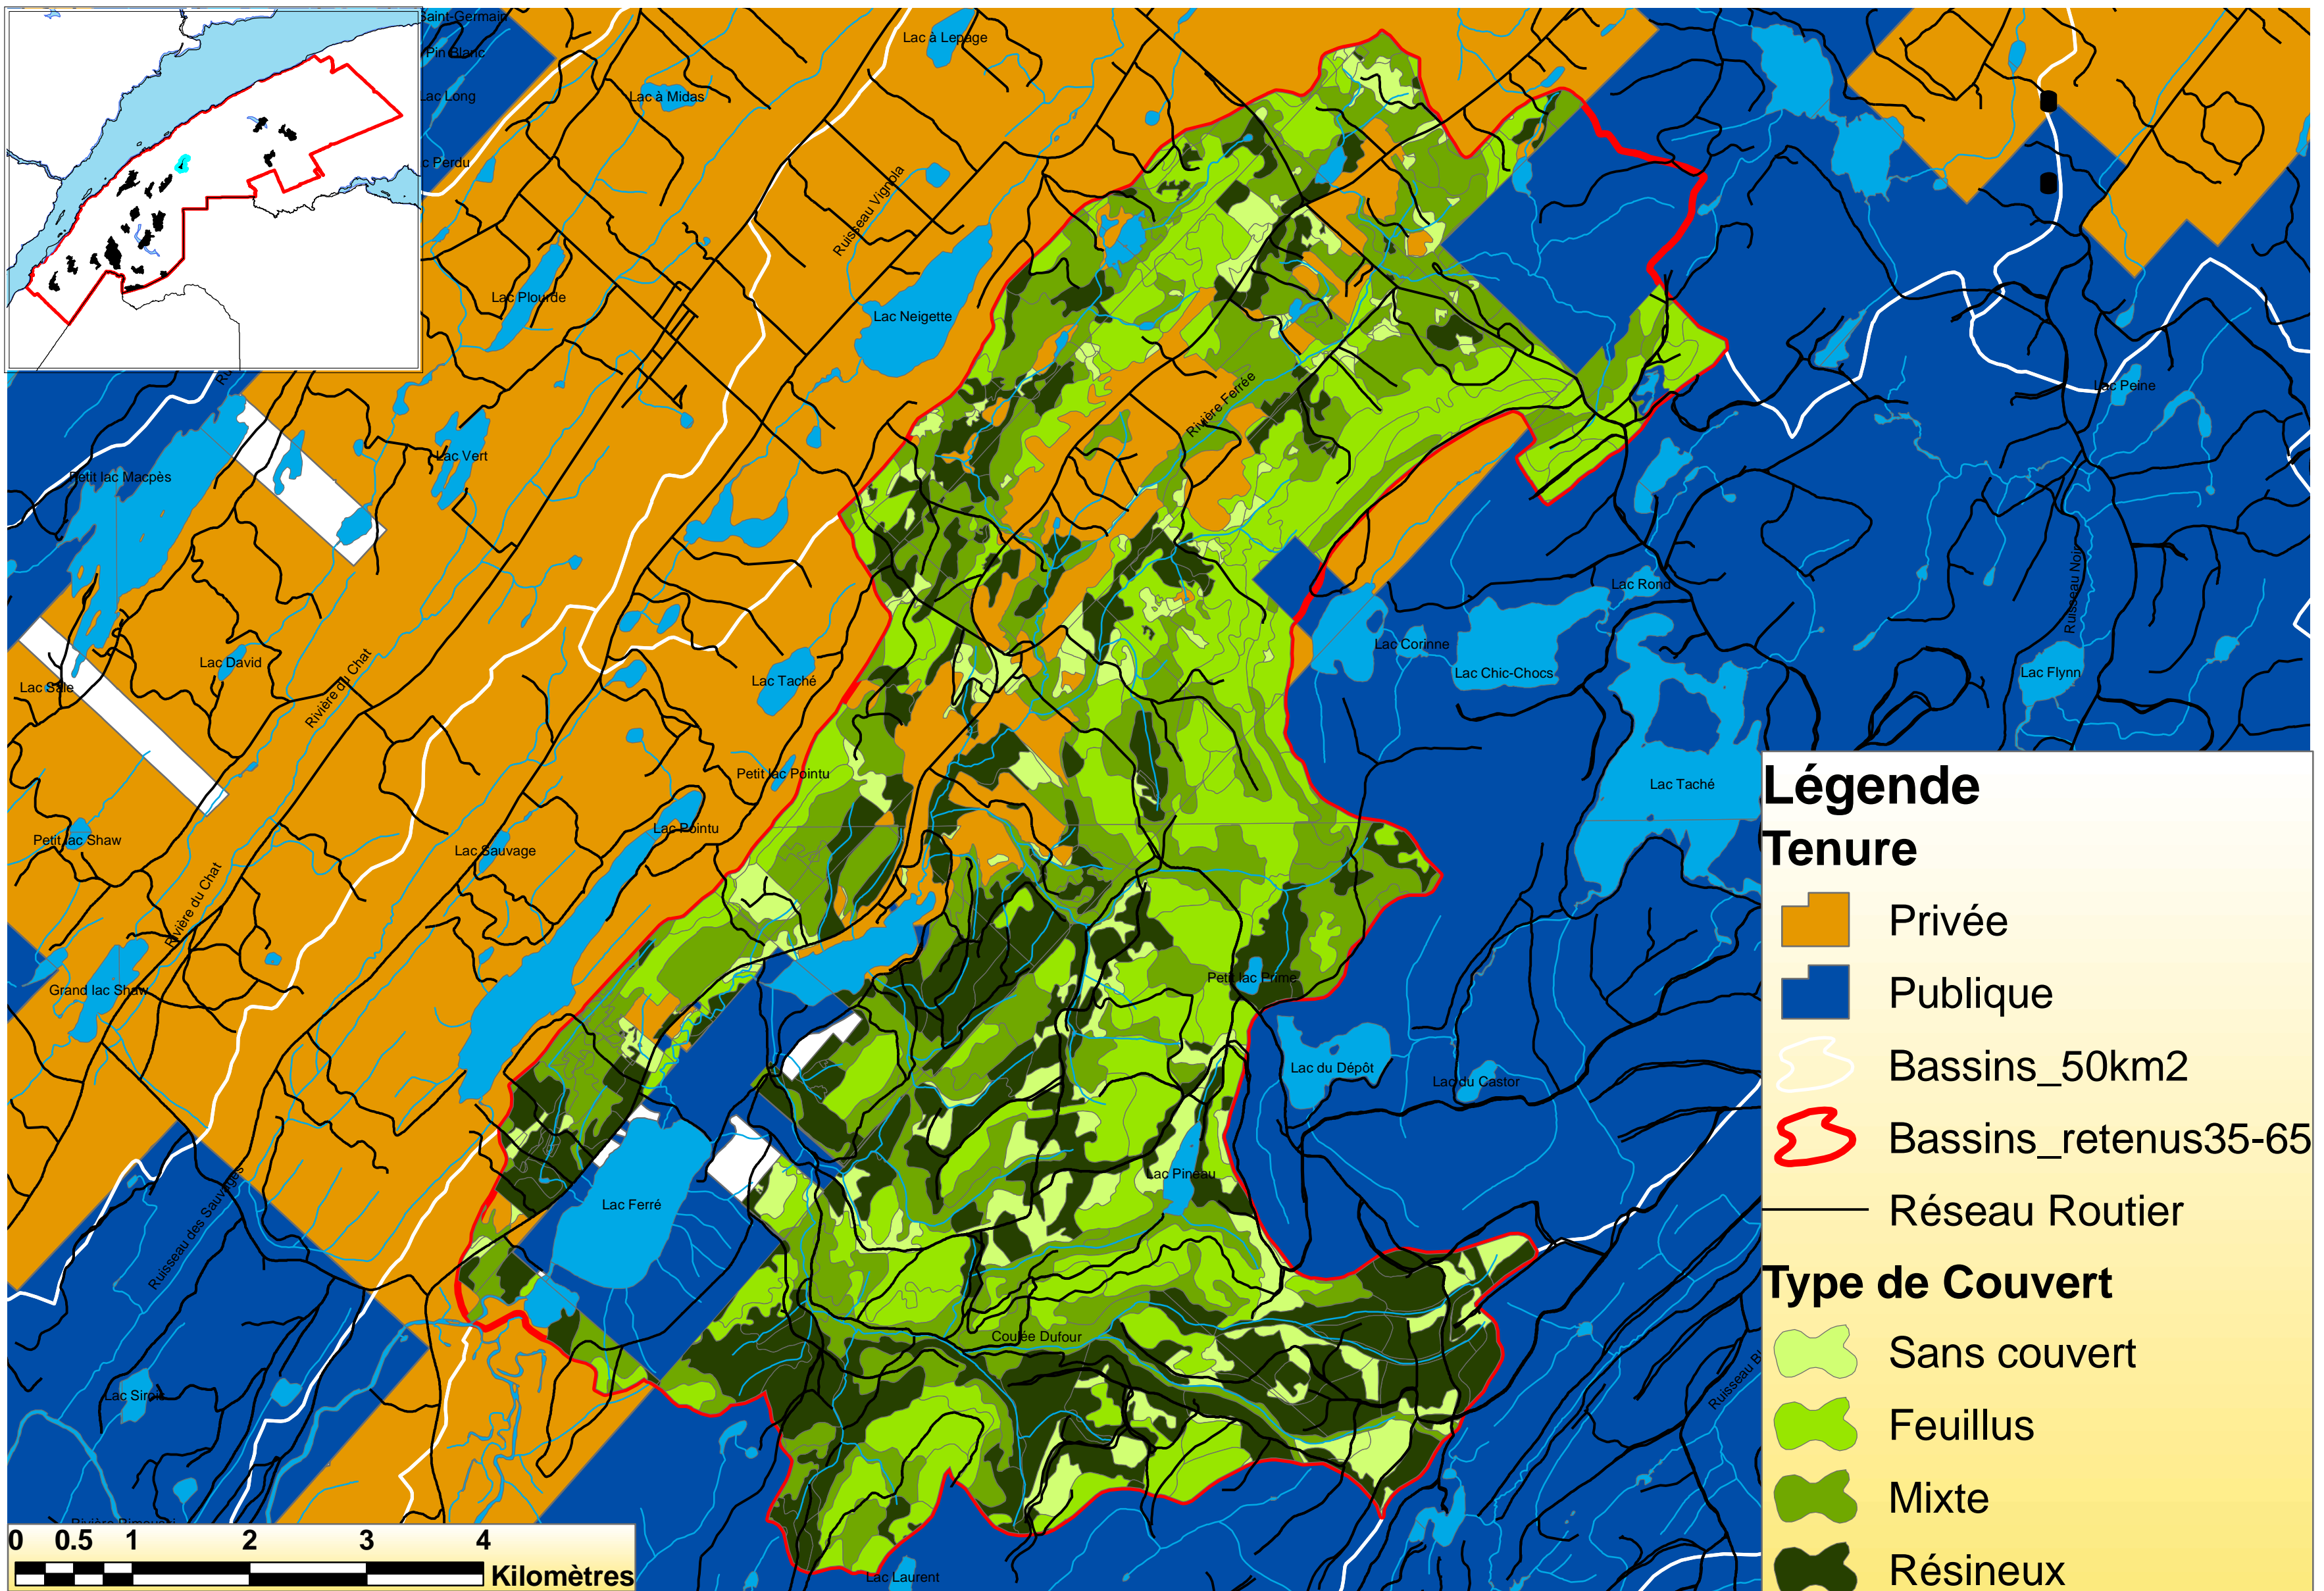 Saint-Germain
Pin Blanc
Lac Long
c Perdu
Lac à Lepage
Lac à Midas
Ruisseau Vignola
Lac Plourde
Lac Neigette
Rivière Ferrée
Lac Peine
Petit lac Macpès
Lac Vert
Ruisseau Noir
Lac Rond
Lac Corinne
Lac Chic-Chocs
Lac Flynn
Lac David
Lac Sale
Rivière du Chat
Lac Taché
Petit lac Pointu
Lac Taché
Lac Pointu
Petit lac Shaw
Lac Sauvage
Rivière du Chat
Grand lac Shaw
Petit lac Prime
Lac du Dépôt
Lac du Castor
Lac Pineau
Lac Ferré
Ruisseau des Sauvages
Coulée Dufour
Lac Sirois
Ruisseau Bl
Lac Laurent
Légende
Tenure
Privée
Publique
Bassins_50km2
Bassins_retenus35-65
Réseau Routier
Type de Couvert
Sans couvert
Feuillus
Mixte
Résineux
0 0.5 1 2 3 4
Kilomètres